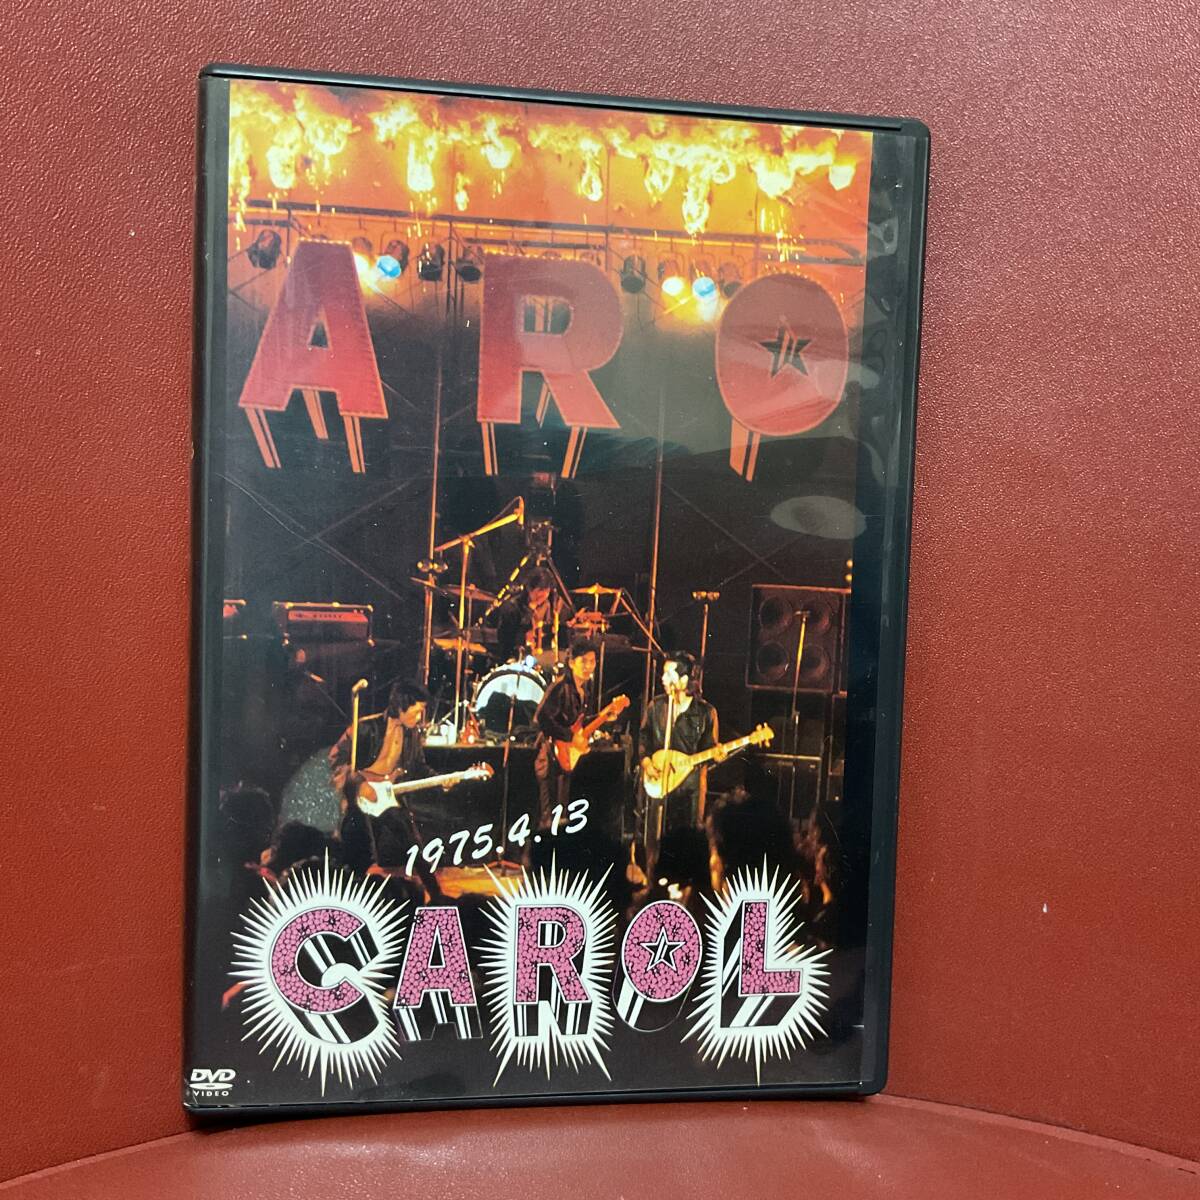 ARO
1975.4.13
CAROL
DVD
VIDEO